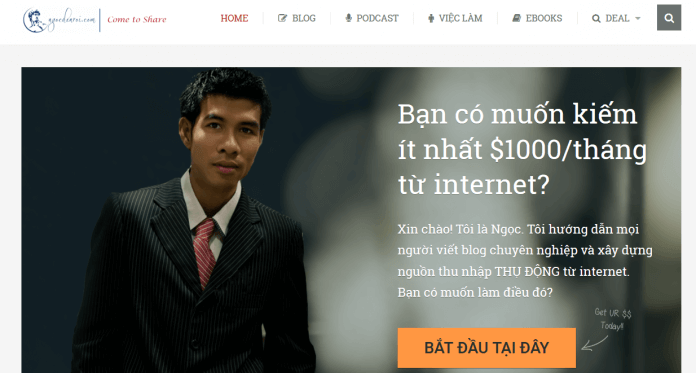 ngocdenroi.com Come to Share HOME BLOG PODCAST VIỆC LÀM EBOOKS DEAL
Bạn có muốn kiếm
ít nhất $1000/tháng
từ internet?
Xin chào! Tôi là Ngọc. Tôi hướng dẫn mọi
người viết blog chuyên nghiệp và xây dựng
nguồn thu nhập THỤ ĐỘNG từ internet.
Bạn có muốn làm điều đó?
Get UR $$
Today!!
BẮT ĐẦU TẠI ĐÂY